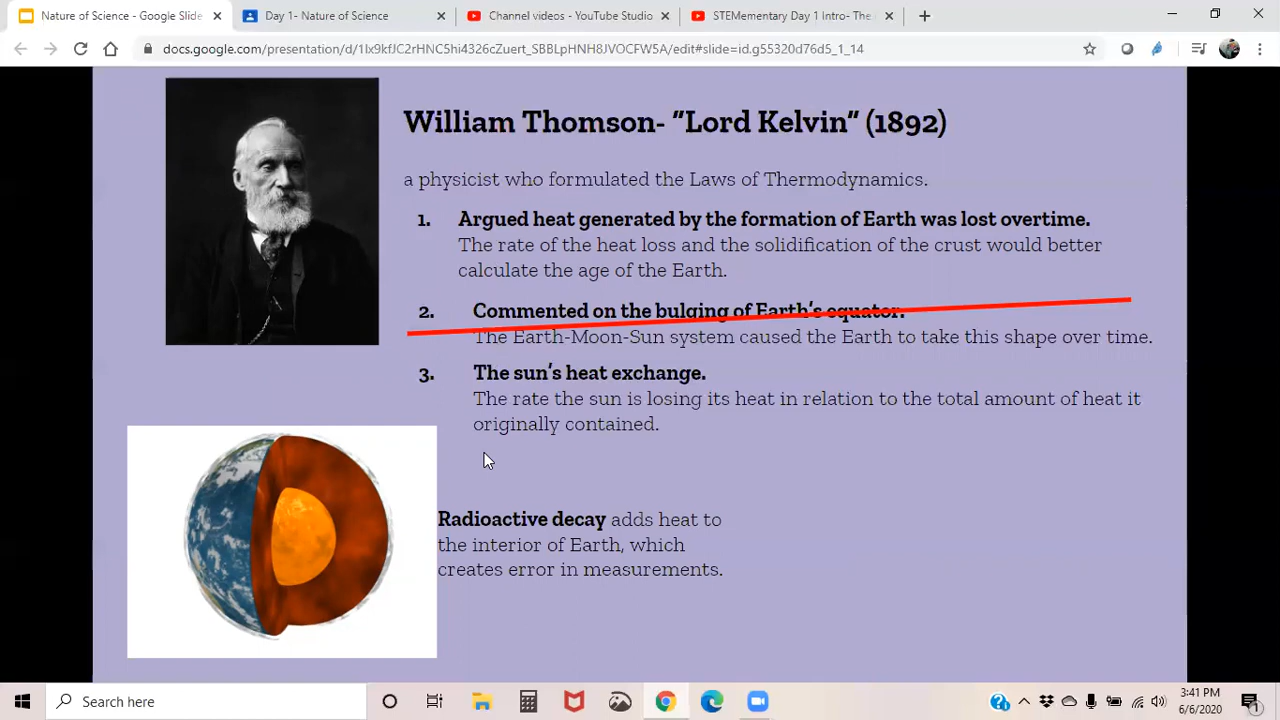 Nature of Science - Google Slide
Day 1- Nature of Science
Channel videos - YouTube Studio
STEMementary Day 1 Intro- The
docs.google.com/presentation/d/1Ix9kfJC2rHNC5hi4326cZuert_SBBLpHNH8JVOCFW5A/edit#slide=id.g55320d76d5_1_14
William Thomson- “Lord Kelvin” (1892)
a physicist who formulated the Laws of Thermodynamics.
1. Argued heat generated by the formation of Earth was lost overtime.
The rate of the heat loss and the solidification of the crust would better
calculate the age of the Earth.
2. Commented on the bulging of Earth’s equator.
The Earth-Moon-Sun system caused the Earth to take this shape over time.
3. The sun’s heat exchange.
The rate the sun is losing its heat in relation to the total amount of heat it
originally contained.
Radioactive decay adds heat to
the interior of Earth, which
creates error in measurements.
Search here
3:41 PM
6/6/2020